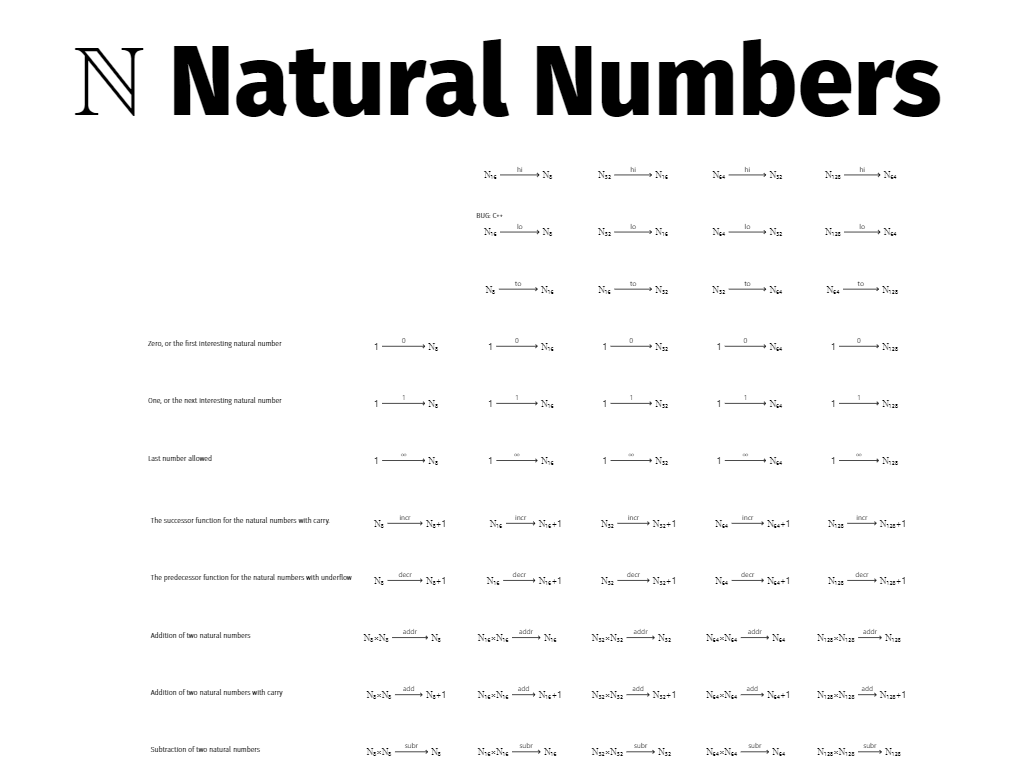 ℕ Natural Numbers
N₁₆ hi→ N₈ N₃₂ hi→ N₁₆ N₆₄ hi→ N₃₂ N₁₂₈ hi→ N₆₄
BUG: C++
N₁₆ lo→ N₈ N₃₂ lo→ N₁₆ N₆₄ lo→ N₃₂ N₁₂₈ lo→ N₆₄
N₈ to→ N₁₆ N₁₆ to→ N₃₂ N₃₂ to→ N₆₄ N₆₄ to→ N₁₂₈
Zero, or the first interesting natural number 1 0→ N₈ 1 0→ N₁₆ 1 0→ N₃₂ 1 0→ N₆₄ 1 0→ N₁₂₈
One, or the next interesting natural number 1 1→ N₈ 1 1→ N₁₆ 1 1→ N₃₂ 1 1→ N₆₄ 1 1→ N₁₂₈
Last number allowed 1 ∞→ N₈ 1 ∞→ N₁₆ 1 ∞→ N₃₂ 1 ∞→ N₆₄ 1 ∞→ N₁₂₈
The successor function for the natural numbers with carry. N₈ incr→ N₈+1 N₁₆ incr→ N₁₆+1 N₃₂ incr→ N₃₂+1 N₆₄ incr→ N₆₄+1 N₁₂₈ incr→ N₁₂₈+1
The predecessor function for the natural numbers with underflow N₈ decr→ N₈+1 N₁₆ decr→ N₁₆+1 N₃₂ decr→ N₃₂+1 N₆₄ decr→ N₆₄+1 N₁₂₈ decr→ N₁₂₈+1
Addition of two natural numbers N₈×N₈ addr→ N₈ N₁₆×N₁₆ addr→ N₁₆ N₃₂×N₃₂ addr→ N₃₂ N₆₄×N₆₄ addr→ N₆₄ N₁₂₈×N₁₂₈ addr→ N₁₂₈
Addition of two natural numbers with carry N₈×N₈ add→ N₈+1 N₁₆×N₁₆ add→ N₁₆+1 N₃₂×N₃₂ add→ N₃₂+1 N₆₄×N₆₄ add→ N₆₄+1 N₁₂₈×N₁₂₈ add→ N₁₂₈+1
Subtraction of two natural numbers N₈×N₈ subr→ N₈ N₁₆×N₁₆ subr→ N₁₆ N₃₂×N₃₂ subr→ N₃₂ N₆₄×N₆₄ subr→ N₆₄ N₁₂₈×N₁₂₈ subr→ N₁₂₈